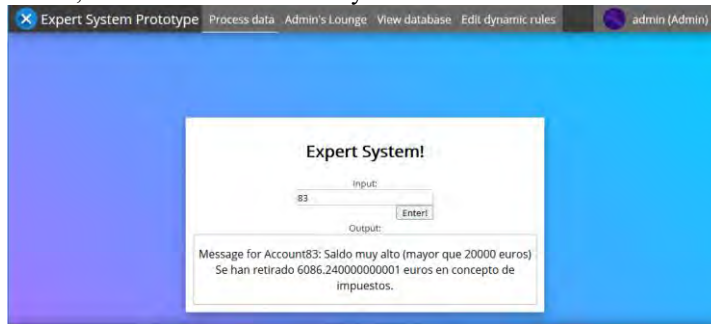 Expert System Prototype Process data Admin's Lounge View database Edit dynamic rules admin (Admin)
Expert System!
Input:
83
Enter!
Output:
Message for Account83: Saldo muy alto (mayor que 20000 euros)
Se han retirado 6086.240000000001 euros en concepto de
impuestos.